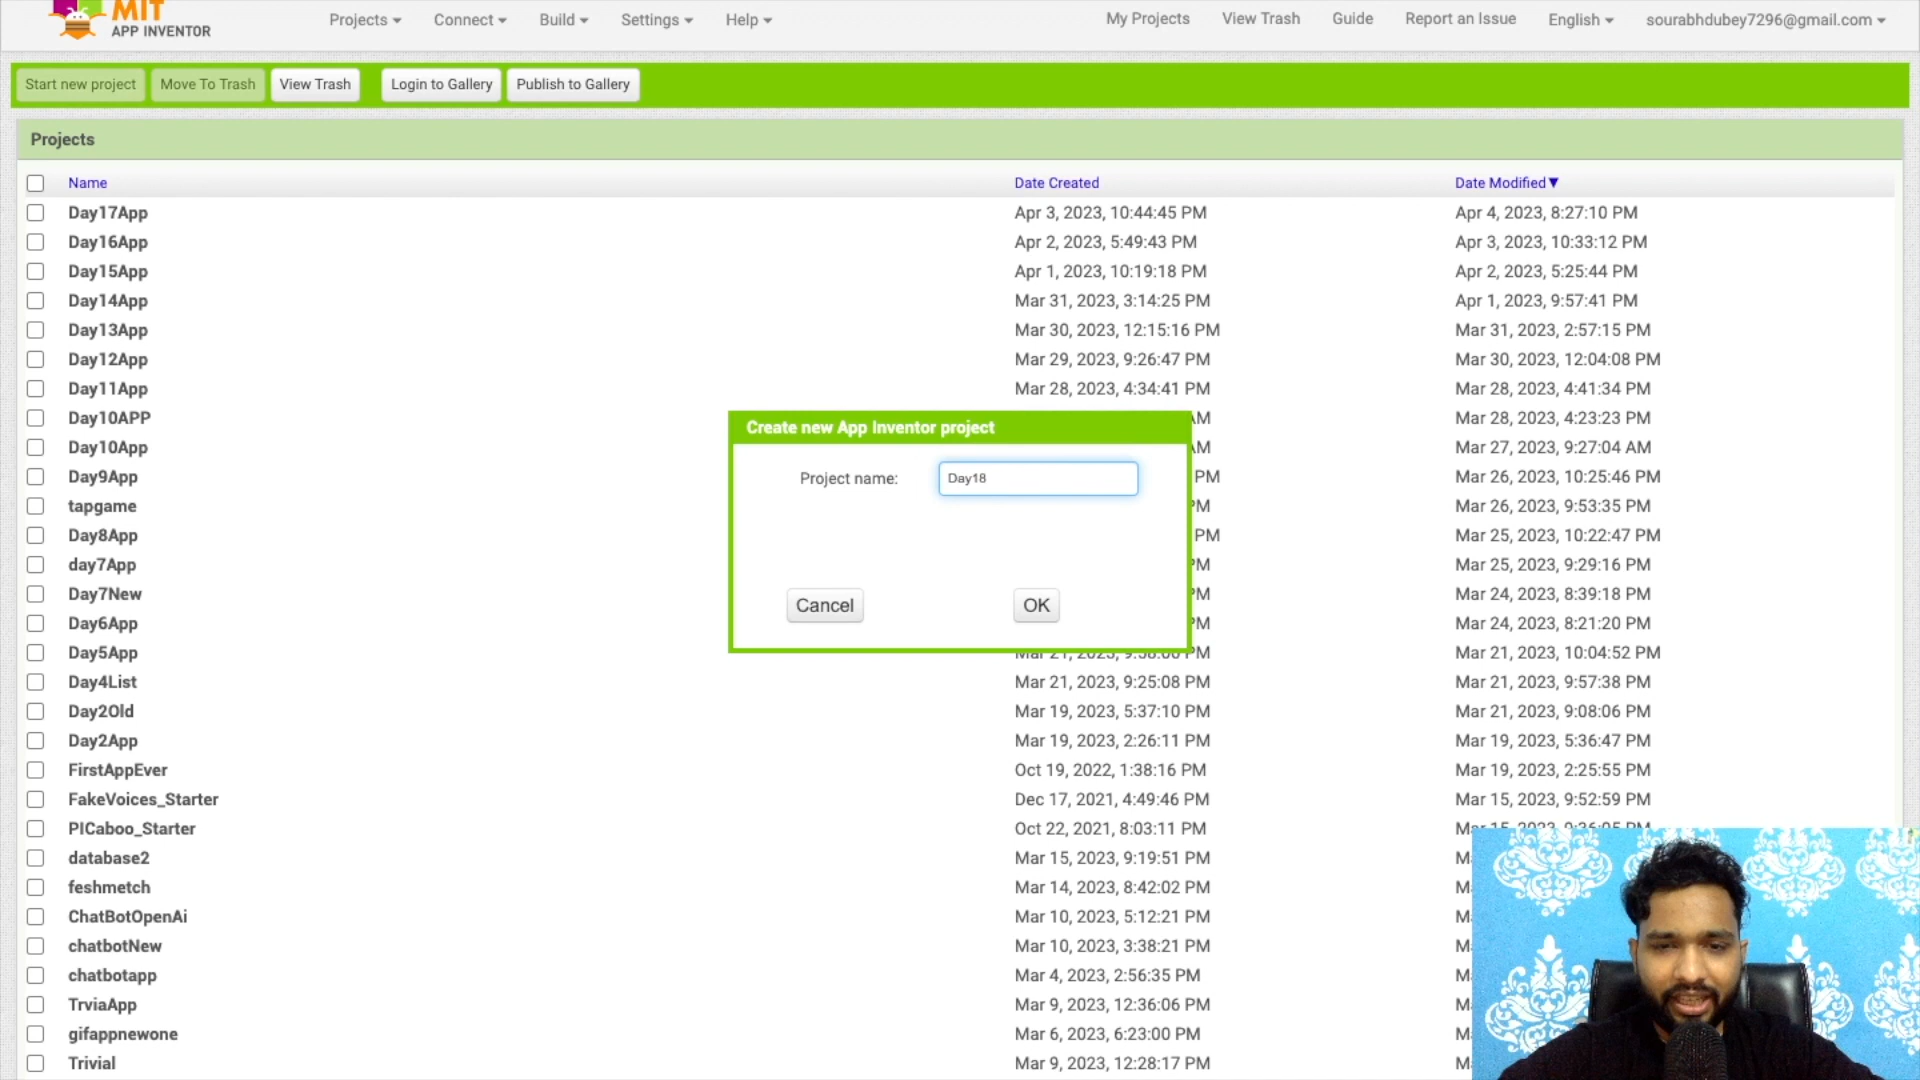 MIT
APP INVENTOR
Projects Connect Build Settings Help My Projects View Trash Guide Report an Issue English sourabhdubey7296@gmail.com
Start new project Move To Trash View Trash Login to Gallery Publish to Gallery
Projects
Name Date Created Date Modified
Day17App Apr 3, 2023, 10:44:45 PM Apr 4, 2023, 8:27:10 PM
Day16App Apr 2, 2023, 5:49:43 PM Apr 3, 2023, 10:33:12 PM
Day15App Apr 1, 2023, 10:19:18 PM Apr 2, 2023, 5:25:44 PM
Day14App Mar 31, 2023, 3:14:25 PM Apr 1, 2023, 9:57:41 PM
Day13App Mar 30, 2023, 12:15:16 PM Mar 31, 2023, 2:57:15 PM
Day12App Mar 29, 2023, 9:26:47 PM Mar 30, 2023, 12:04:08 PM
Day11App Mar 28, 2023, 4:34:41 PM Mar 28, 2023, 4:41:34 PM
Day10APP Mar 28, 2023, 4:23:23 PM
Create new App Inventor project
Day10App Mar 27, 2023, 9:27:04 AM
Day9App Project name: Day18 PM Mar 26, 2023, 10:25:46 PM
tapgame Mar 26, 2023, 9:53:35 PM
Day8App PM Mar 25, 2023, 10:22:47 PM
day7App Mar 25, 2023, 9:29:16 PM
Day7New Mar 24, 2023, 8:39:18 PM
Cancel OK
Day6App Mar 24, 2023, 8:21:20 PM
Day5App PM Mar 21, 2023, 10:04:52 PM
Day4List Mar 21, 2023, 9:25:08 PM Mar 21, 2023, 9:57:38 PM
Day2Old Mar 19, 2023, 5:37:10 PM Mar 21, 2023, 9:08:06 PM
Day2App Mar 19, 2023, 2:26:11 PM Mar 19, 2023, 5:36:47 PM
FirstAppEver Oct 19, 2022, 1:38:16 PM Mar 19, 2023, 2:25:55 PM
FakeVoices_Starter Dec 17, 2021, 4:49:46 PM Mar 15, 2023, 9:52:59 PM
PICaboo_Starter Oct 22, 2021, 8:03:11 PM
database2 Mar 15, 2023, 9:19:51 PM
feshmetch Mar 14, 2023, 8:42:02 PM
ChatBotOpenAi Mar 10, 2023, 5:12:21 PM
chatbotNew Mar 10, 2023, 3:38:21 PM
chatbotapp Mar 4, 2023, 2:56:35 PM
TrviaApp Mar 9, 2023, 12:36:06 PM
gifappnewone Mar 6, 2023, 6:23:00 PM
Trivial Mar 9, 2023, 12:28:17 PM